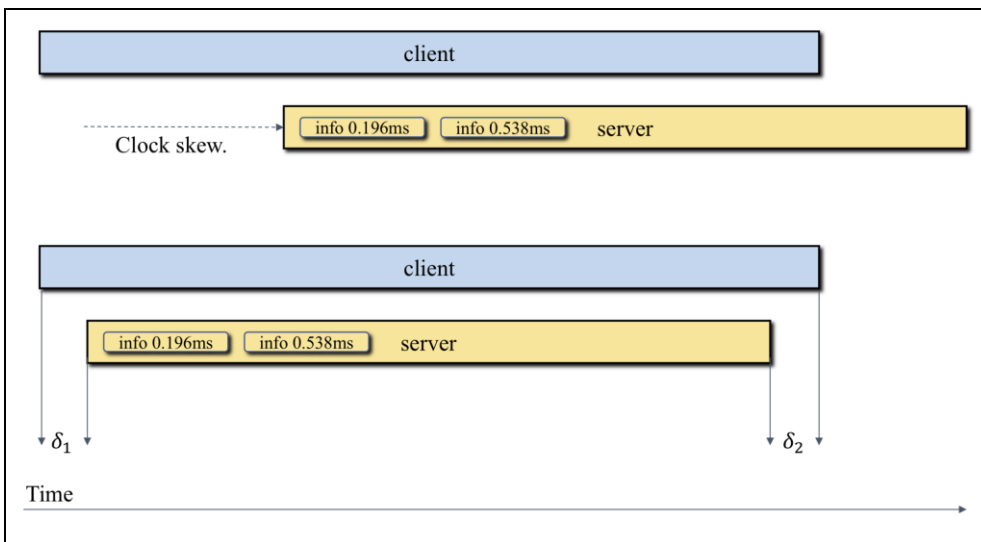 client
info 0.196ms info 0.538ms server
Clock skew.
client
info 0.196ms info 0.538ms server
δ₁ δ₂
Time